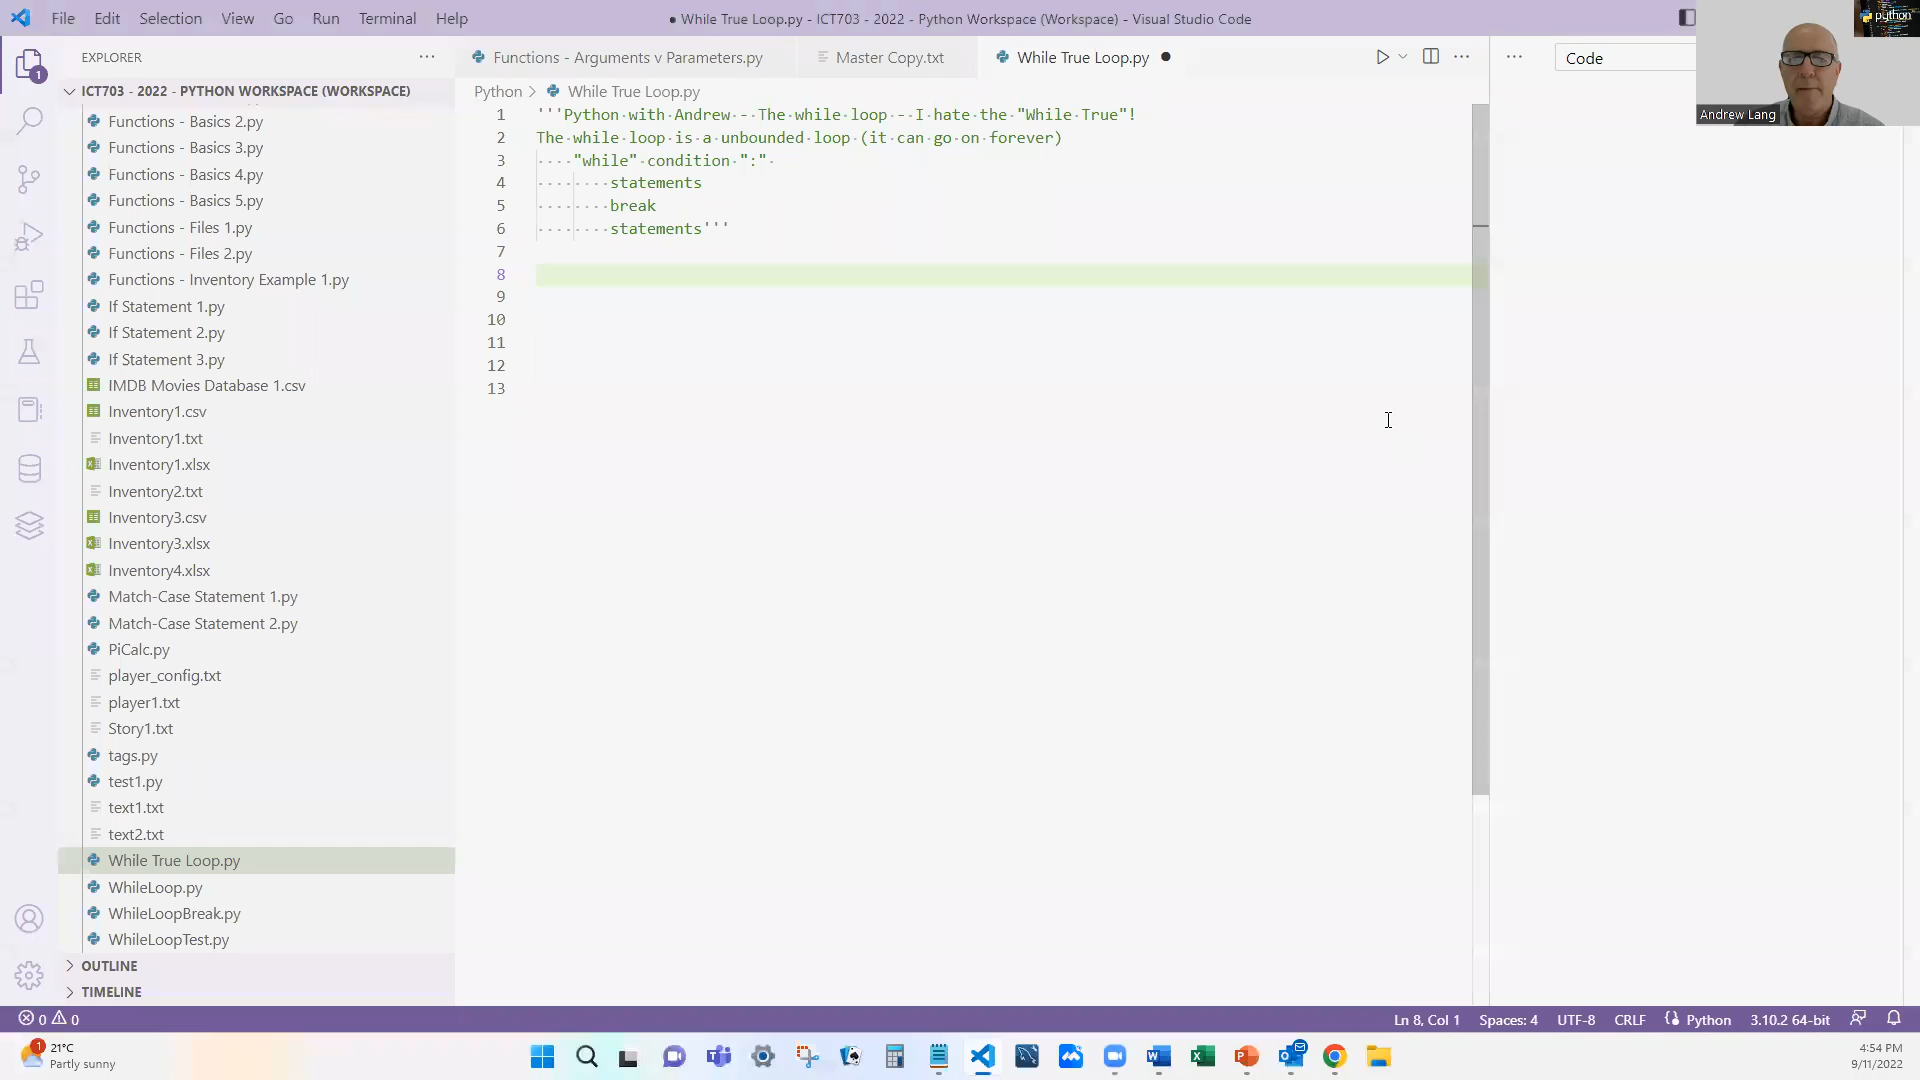 File Edit Selection View Go Run Terminal Help
● While True Loop.py - ICT703 - 2022 - Python Workspace (Workspace) - Visual Studio Code
python
Andrew Lang
EXPLORER
1
ICT703 - 2022 - PYTHON WORKSPACE (WORKSPACE)
Functions - Basics 2.py
Functions - Basics 3.py
Functions - Basics 4.py
Functions - Basics 5.py
Functions - Files 1.py
Functions - Files 2.py
Functions - Inventory Example 1.py
If Statement 1.py
If Statement 2.py
If Statement 3.py
IMDB Movies Database 1.csv
Inventory1.csv
Inventory1.txt
Inventory1.xlsx
Inventory2.txt
Inventory3.csv
Inventory3.xlsx
Inventory4.xlsx
Match-Case Statement 1.py
Match-Case Statement 2.py
PiCalc.py
player_config.txt
player1.txt
Story1.txt
tags.py
test1.py
text1.txt
text2.txt
While True Loop.py
WhileLoop.py
WhileLoopBreak.py
WhileLoopTest.py
OUTLINE
TIMELINE
Functions - Arguments v Parameters.py Master Copy.txt While True Loop.py
Code
Python > While True Loop.py
1 '''Python with Andrew -- The while loop -- I hate the "While True"!
2 The while loop is a unbounded loop (it can go on forever)
3 "while" condition ":"
4 statements
5 break
6 statements'''
7
8
9
10
11
12
13
0 0
Ln 8, Col 1 Spaces: 4 UTF-8 CRLF Python 3.10.2 64-bit
1
21°C
Partly sunny
4:54 PM
9/11/2022